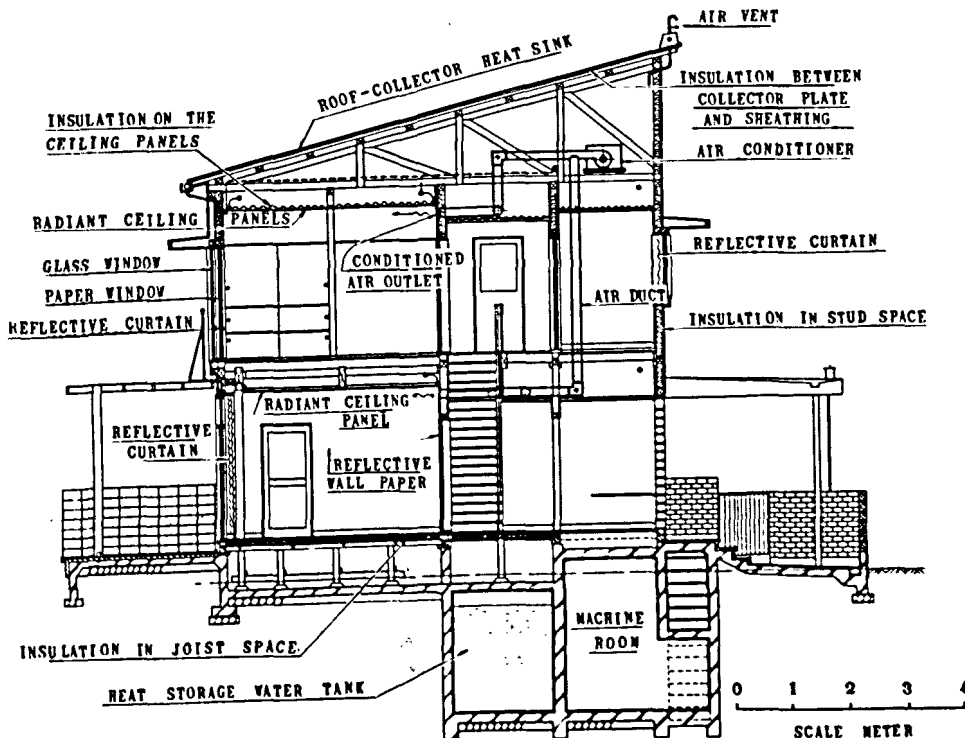 AIR VENT
ROOF-COLLECTOR HEAT SINK
INSULATION BETWEEN
COLLECTOR PLATE
AND SHEATHING
INSULATION ON THE
CEILING PANELS
AIR CONDITIONER
RADIANT CEILING PANELS
REFLECTIVE CURTAIN
GLASS WINDOW
CONDITIONED
AIR OUTLET
PAPER WINDOW
AIR DUCT
REFLECTIVE CURTAIN
INSULATION IN STUD SPACE
RADIANT CEILING
PANEL
REFLECTIVE
CURTAIN
REFLECTIVE
WALL PAPER
MACHINE
ROOM
INSULATION IN JOIST SPACE
HEAT STORAGE WATER TANK
0 1 2 3 4
SCALE METER